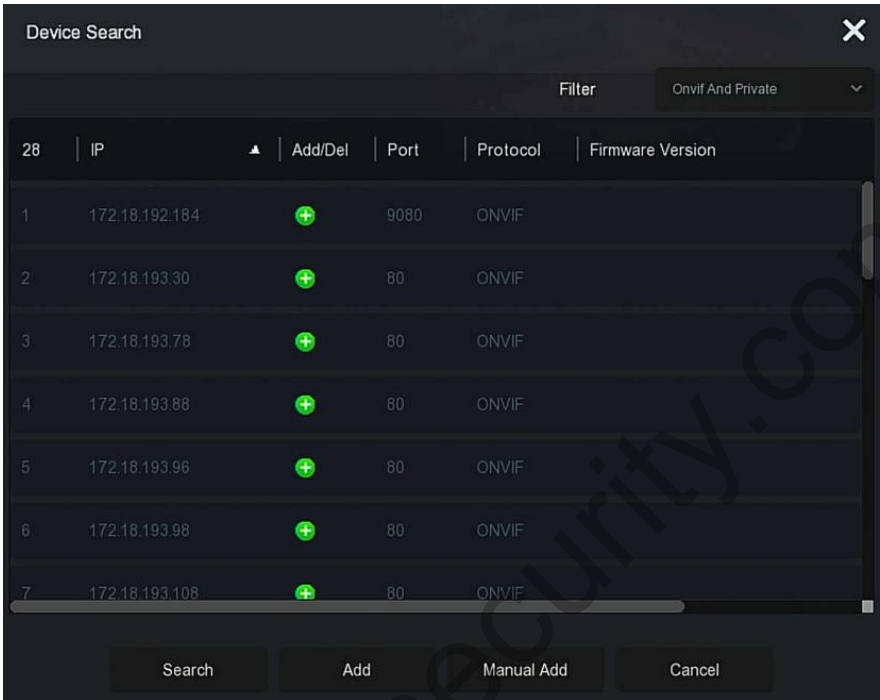 Device Search
Filter Onvif And Private
28 IP Add/Del Port Protocol Firmware Version
1 172.18.192.184 9080 ONVIF
2 172.18.193.30 80 ONVIF
3 172.18.193.78 80 ONVIF
4 172.18.193.88 80 ONVIF
5 172.18.193.96 80 ONVIF
6 172.18.193.98 80 ONVIF
7 172.18.193.108 80 ONVIF
Search Add Manual Add Cancel